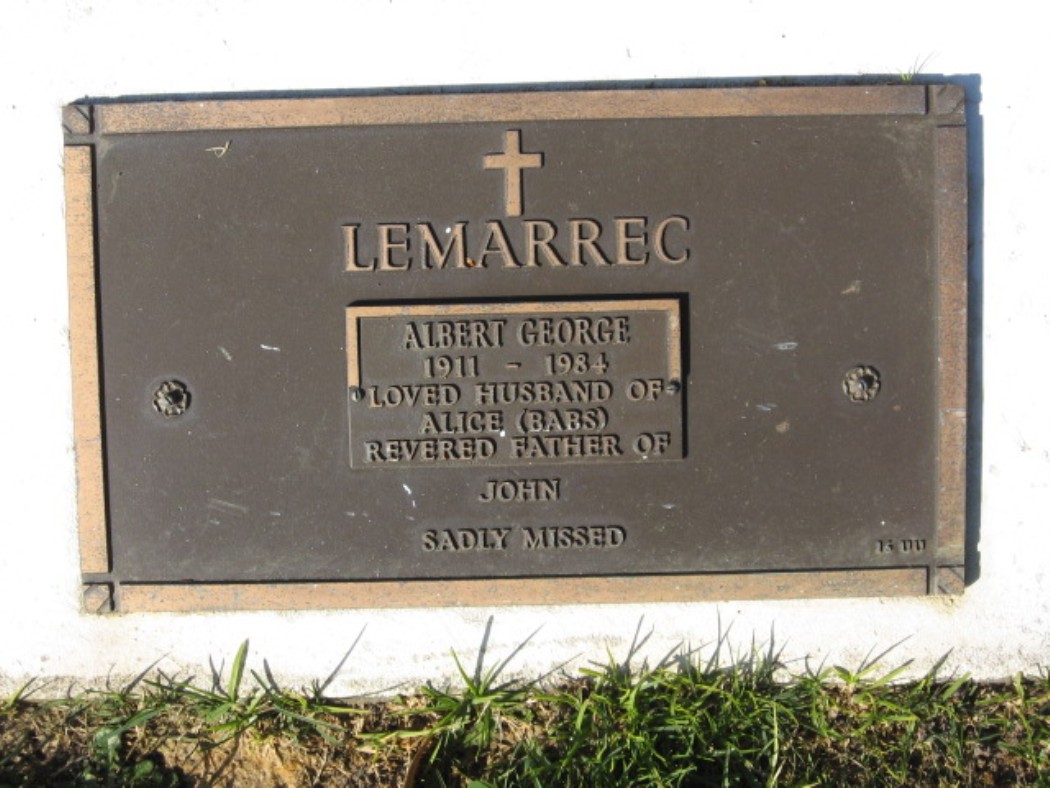 LEMARREC
ALBERT GEORGE
1911 - 1984
LOVED HUSBAND OF
ALICE (BABS)
REVERED FATHER OF
JOHN
SADLY MISSED